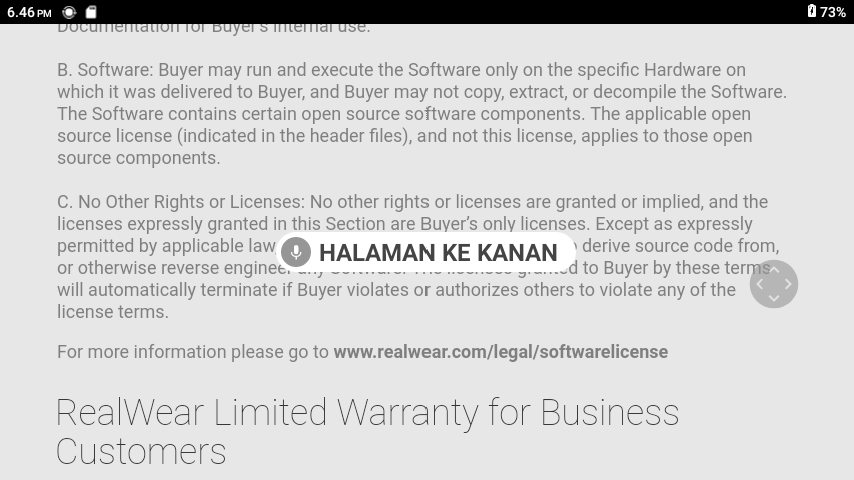 6.46 PM
73%
Documentation for Buyer's internal use.
B. Software: Buyer may run and execute the Software only on the specific Hardware on
which it was delivered to Buyer, and Buyer may not copy, extract, or decompile the Software.
The Software contains certain open source software components. The applicable open
source license (indicated in the header files), and not this license, applies to those open
source components.
C. No Other Rights or Licenses: No other rights or licenses are granted or implied, and the
licenses expressly granted in this Section are Buyer's only licenses. Except as expressly
permitted by applicable law
derive source code from,
HALAMAN KE KANAN
or otherwise reverse engineer any Software. The licenses granted to Buyer by these terms
will automatically terminate if Buyer violates or authorizes others to violate any of the
license terms.
For more information please go to www.realwear.com/legal/softwarelicense
RealWear Limited Warranty for Business
Customers